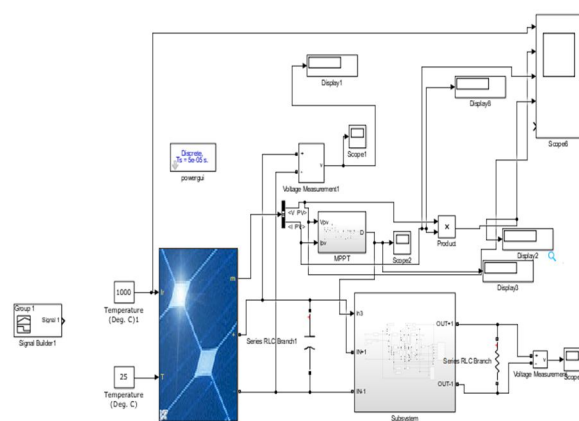 Display1
Scope6
Display6
Discrete,
Ts = 5e-05 s.
powergui
+
-
v
Scope1
Voltage Measurement1
<V_PV>
<I_PV>
Vpv
Ipv
D
MPPT
Scope2
×
Product
Display2
Display3
1000
Temperature
(Deg. C)1
Group 1
Signal 1
Signal Builder1
25
Temperature
(Deg. C)
T
m
+
-
Series RLC Branch1
In3
IN+1
IN-1
OUT+1
OUT-1
Subsystem
Series RLC Branch
+
-
v
Voltage Measurement
Scope